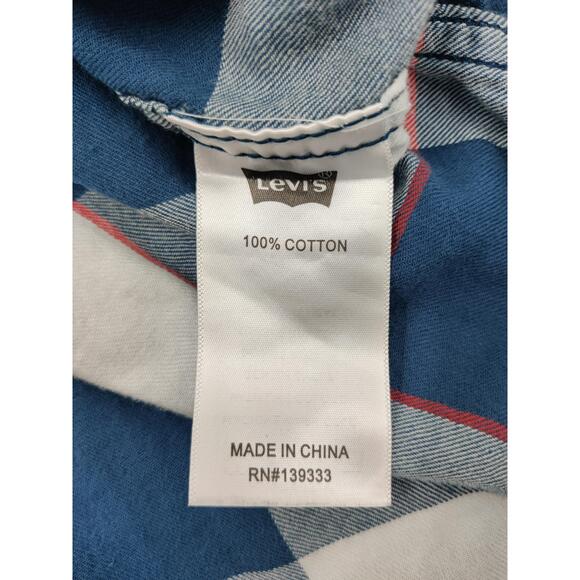 Levi's
100% COTTON
MADE IN CHINA
RN#139333